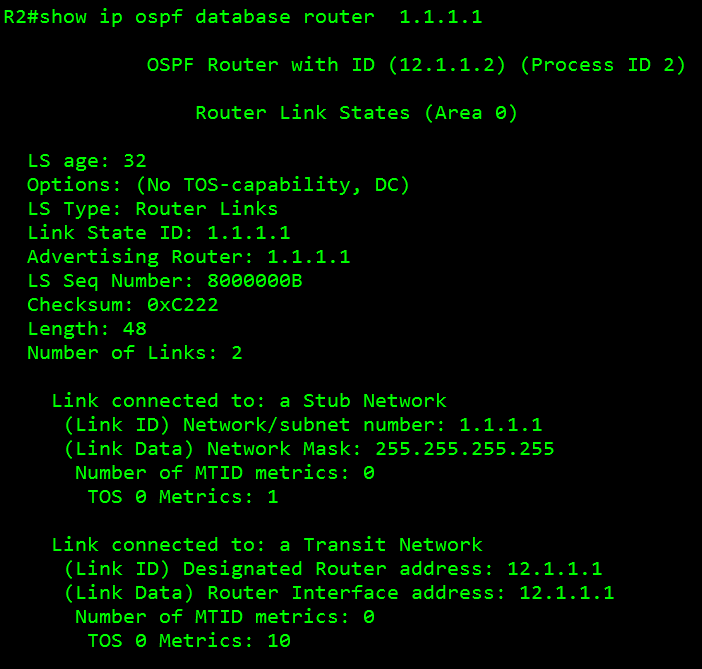 R2#show ip ospf database router  1.1.1.1
OSPF Router with ID (12.1.1.2) (Process ID 2)
Router Link States (Area 0)
LS age: 32
Options: (No TOS-capability, DC)
LS Type: Router Links
Link State ID: 1.1.1.1
Advertising Router: 1.1.1.1
LS Seq Number: 8000000B
Checksum: 0xC222
Length: 48
Number of Links: 2
Link connected to: a Stub Network
(Link ID) Network/subnet number: 1.1.1.1
(Link Data) Network Mask: 255.255.255.255
Number of MTID metrics: 0
TOS 0 Metrics: 1
Link connected to: a Transit Network
(Link ID) Designated Router address: 12.1.1.1
(Link Data) Router Interface address: 12.1.1.1
Number of MTID metrics: 0
TOS 0 Metrics: 10